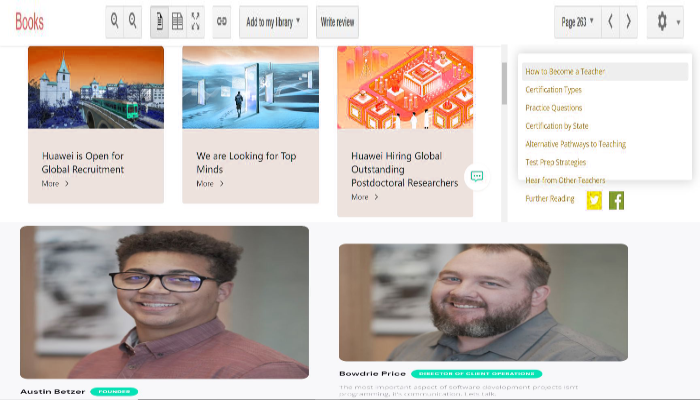 Books
Add to my library
Write review
Page 263
How to Become a Teacher
Certification Types
Practice Questions
Certification by State
Alternative Pathways to Teaching
Test Prep Strategies
Hear from Other Teachers
Further Reading
Huawei is Open for
Global Recruitment
More
We are Looking for Top
Minds
More
Huawei Hiring Global
Outstanding
Postdoctoral Researchers
More
Austin Betzer FOUNDER
Bowdrie Price DIRECTOR OF CLIENT OPERATIONS
The most important aspect of software development projects isn't
programming, it's communication. Lets talk.